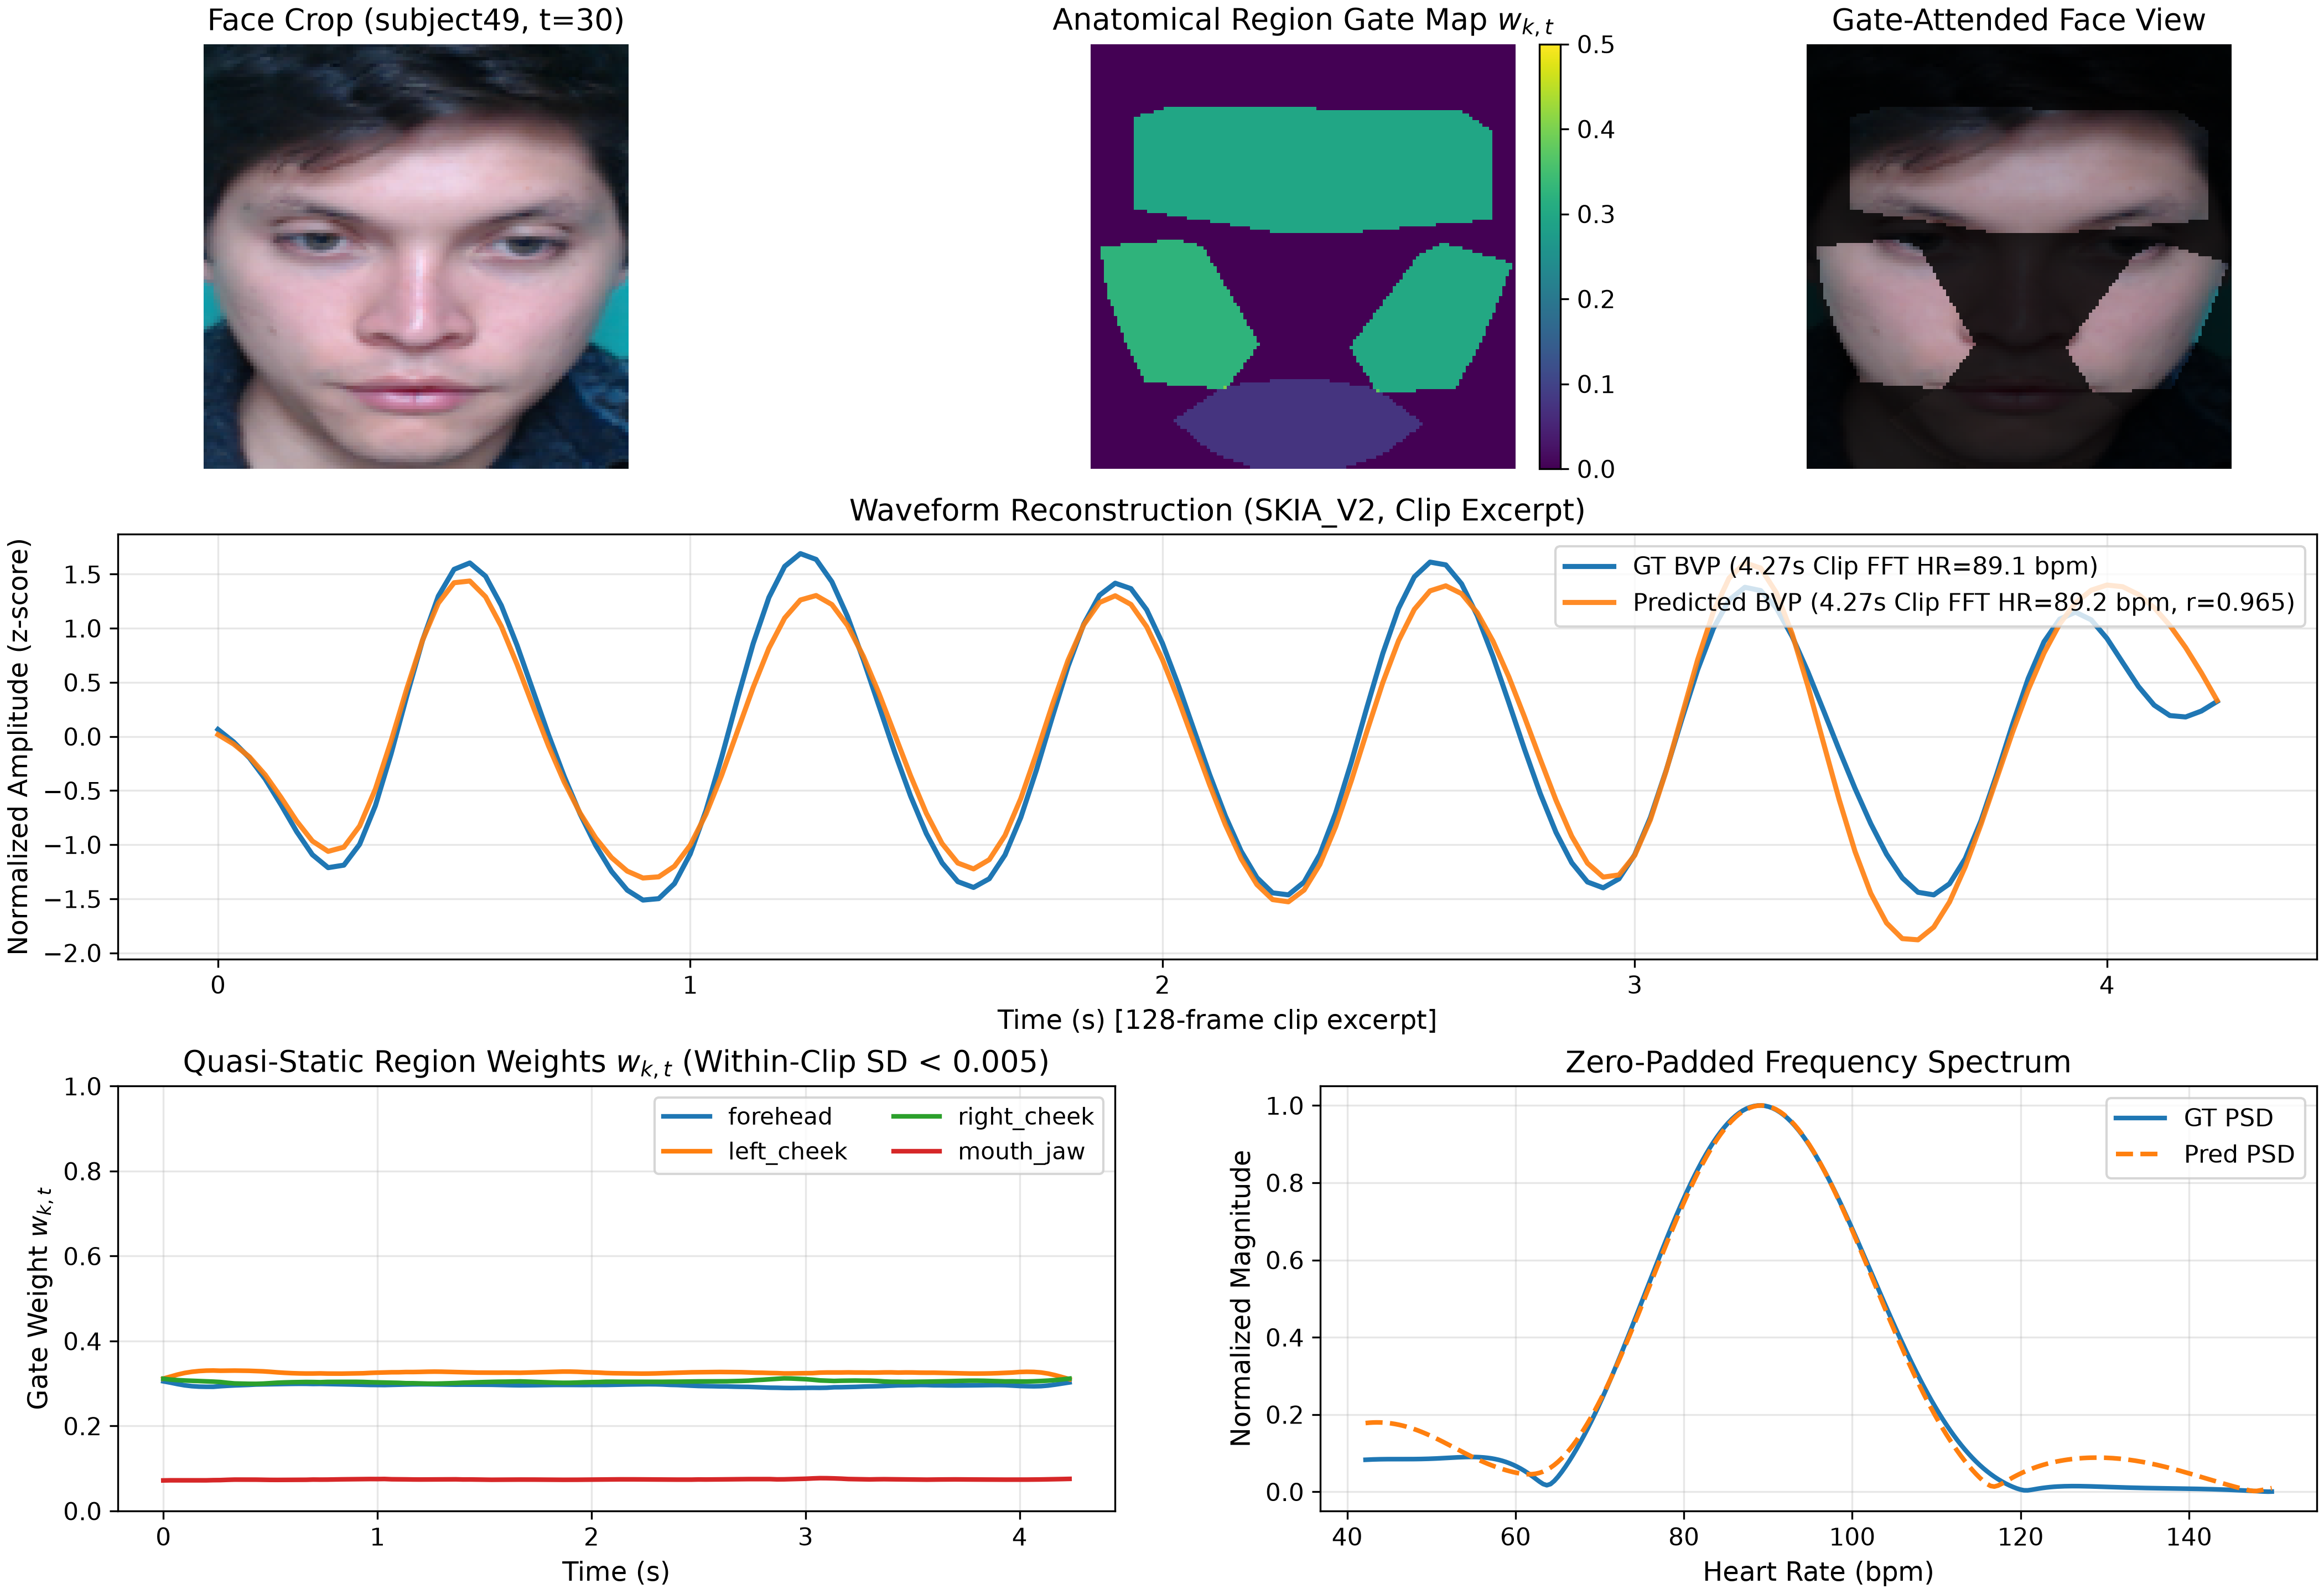 Face Crop (subject49, t=30)
Anatomical Region Gate Map w_{k, t}
Gate-Attended Face View
0.5
0.4
0.3
0.2
0.1
0.0
Waveform Reconstruction (SKIA_V2, Clip Excerpt)
Normalized Amplitude (z-score)
1.5
1.0
0.5
0.0
−0.5
−1.0
−1.5
−2.0
GT BVP (4.27s Clip FFT HR=89.1 bpm)
Predicted BVP (4.27s Clip FFT HR=89.2 bpm, r=0.965)
0 1 2 3 4
Time (s) [128-frame clip excerpt]
Quasi-Static Region Weights w_{k, t} (Within-Clip SD < 0.005)
Gate Weight w_{k, t}
1.0
0.8
0.6
0.4
0.2
0.0
forehead right_cheek
left_cheek mouth_jaw
0 1 2 3 4
Time (s)
Zero-Padded Frequency Spectrum
Normalized Magnitude
1.0
0.8
0.6
0.4
0.2
0.0
GT PSD
Pred PSD
40 60 80 100 120 140
Heart Rate (bpm)